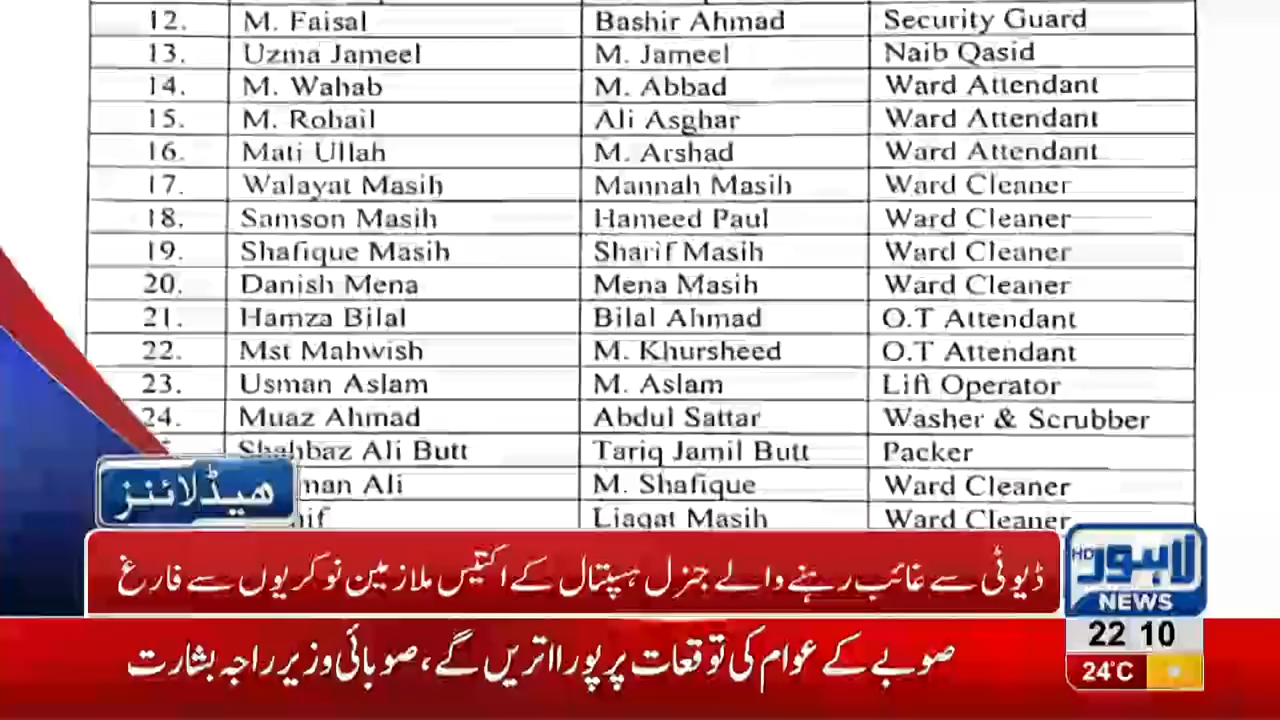 12. M. Faisal Bashir Ahmad Security Guard
13. Uzma Jameel M. Jameel Naib Qasid
14. M. Wahab M. Abbad Ward Attendant
15. M. Rohail Ali Asghar Ward Attendant
16. Mati Ullah M. Arshad Ward Attendant
17. Walayat Masih Mannah Masih Ward Cleaner
18. Samson Masih Hameed Paul Ward Cleaner
19. Shafique Masih Sharif Masih Ward Cleaner
20. Danish Mena Mena Masih Ward Cleaner
21. Hamza Bilal Bilal Ahmad O.T Attendant
22. Mst Mahwish M. Khursheed O.T Attendant
23. Usman Aslam M. Aslam Lift Operator
24. Muaz Ahmad Abdul Sattar Washer & Scrubber
Shahbaz Ali Butt Tariq Jamil Butt Packer
Ali M. Shafique Ward Cleaner
Liaqat Masih Ward Cleaner
ہیڈلائنز
ڈیوٹی سے غائب رہنے والے جنرل ہسپتال کے اکتیس ملازمین نوکریوں سے فارغ
HD لاہور
NEWS
22 10
صوبے کے عوام کی توقعات پر پورا اتریں گے، صوبائی وزیر راجہ بشارت
24°C